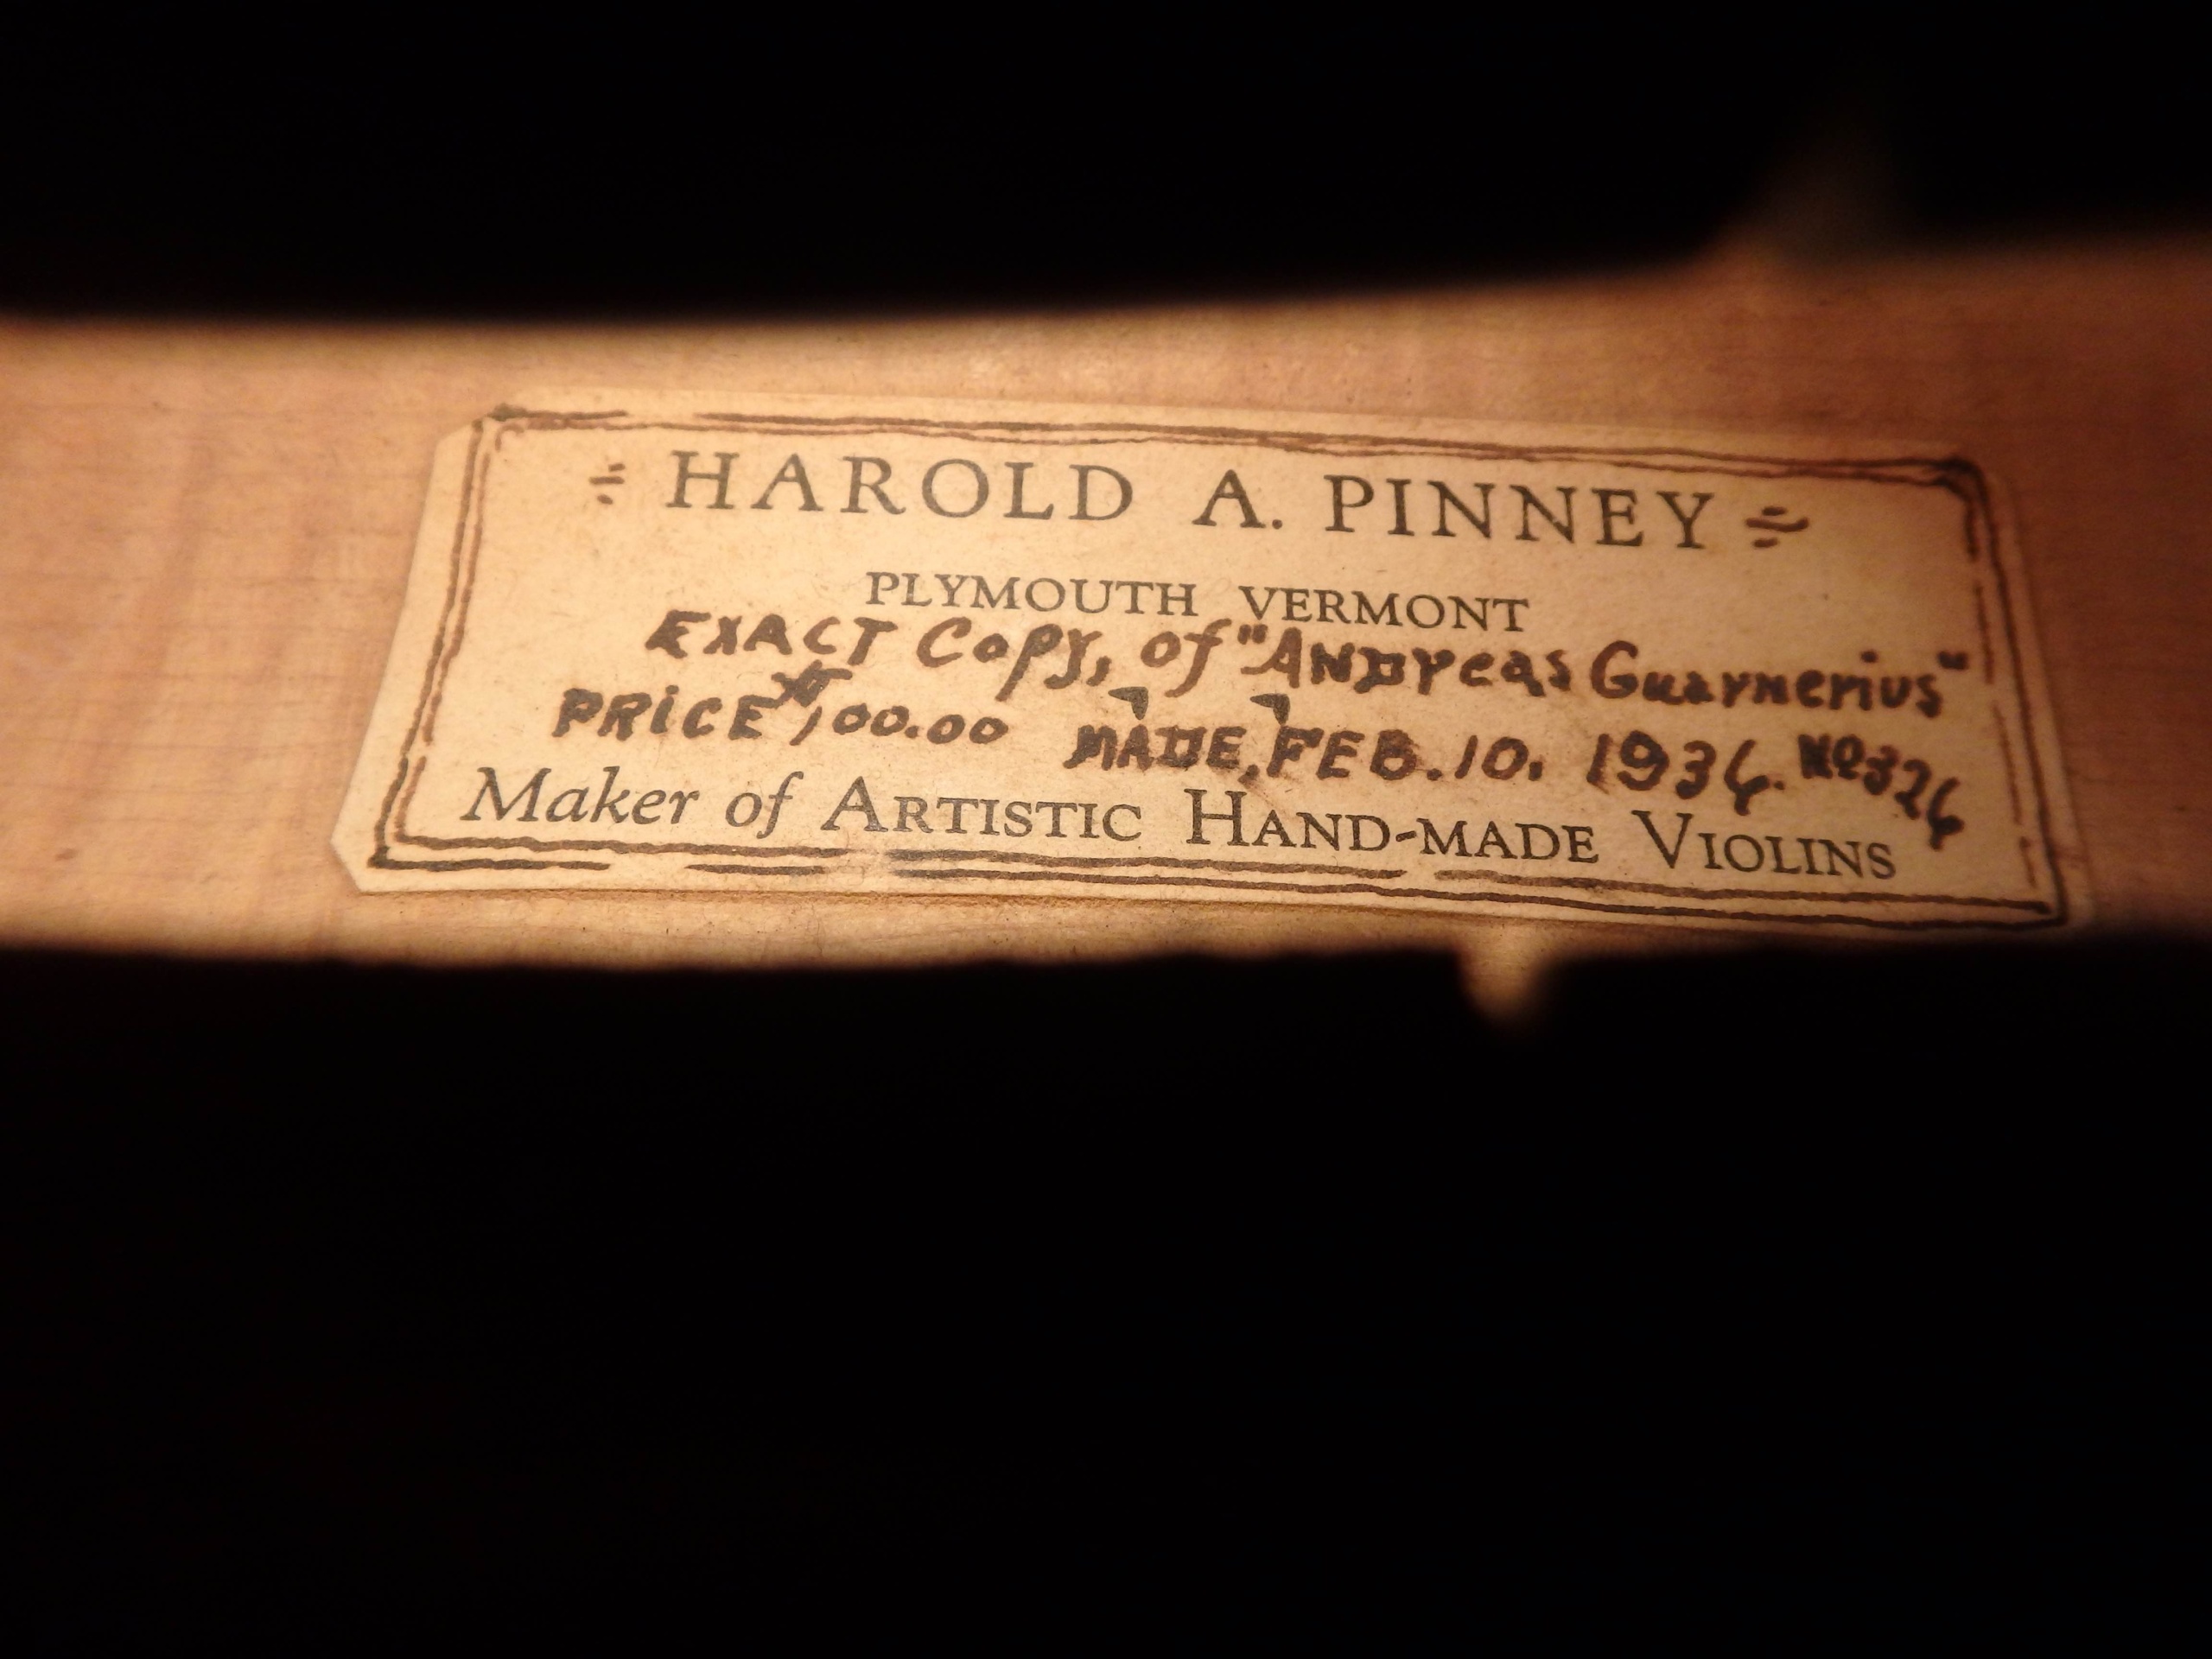 HAROLD A. PINNEY
PLYMOUTH VERMONT
EXACT Copy, of "ANDreas Guarnerius"
PRiCE $100.00 MADE, FEB. 10. 1934. No 324
Maker of ARTISTIC HAND-MADE VIOLINS